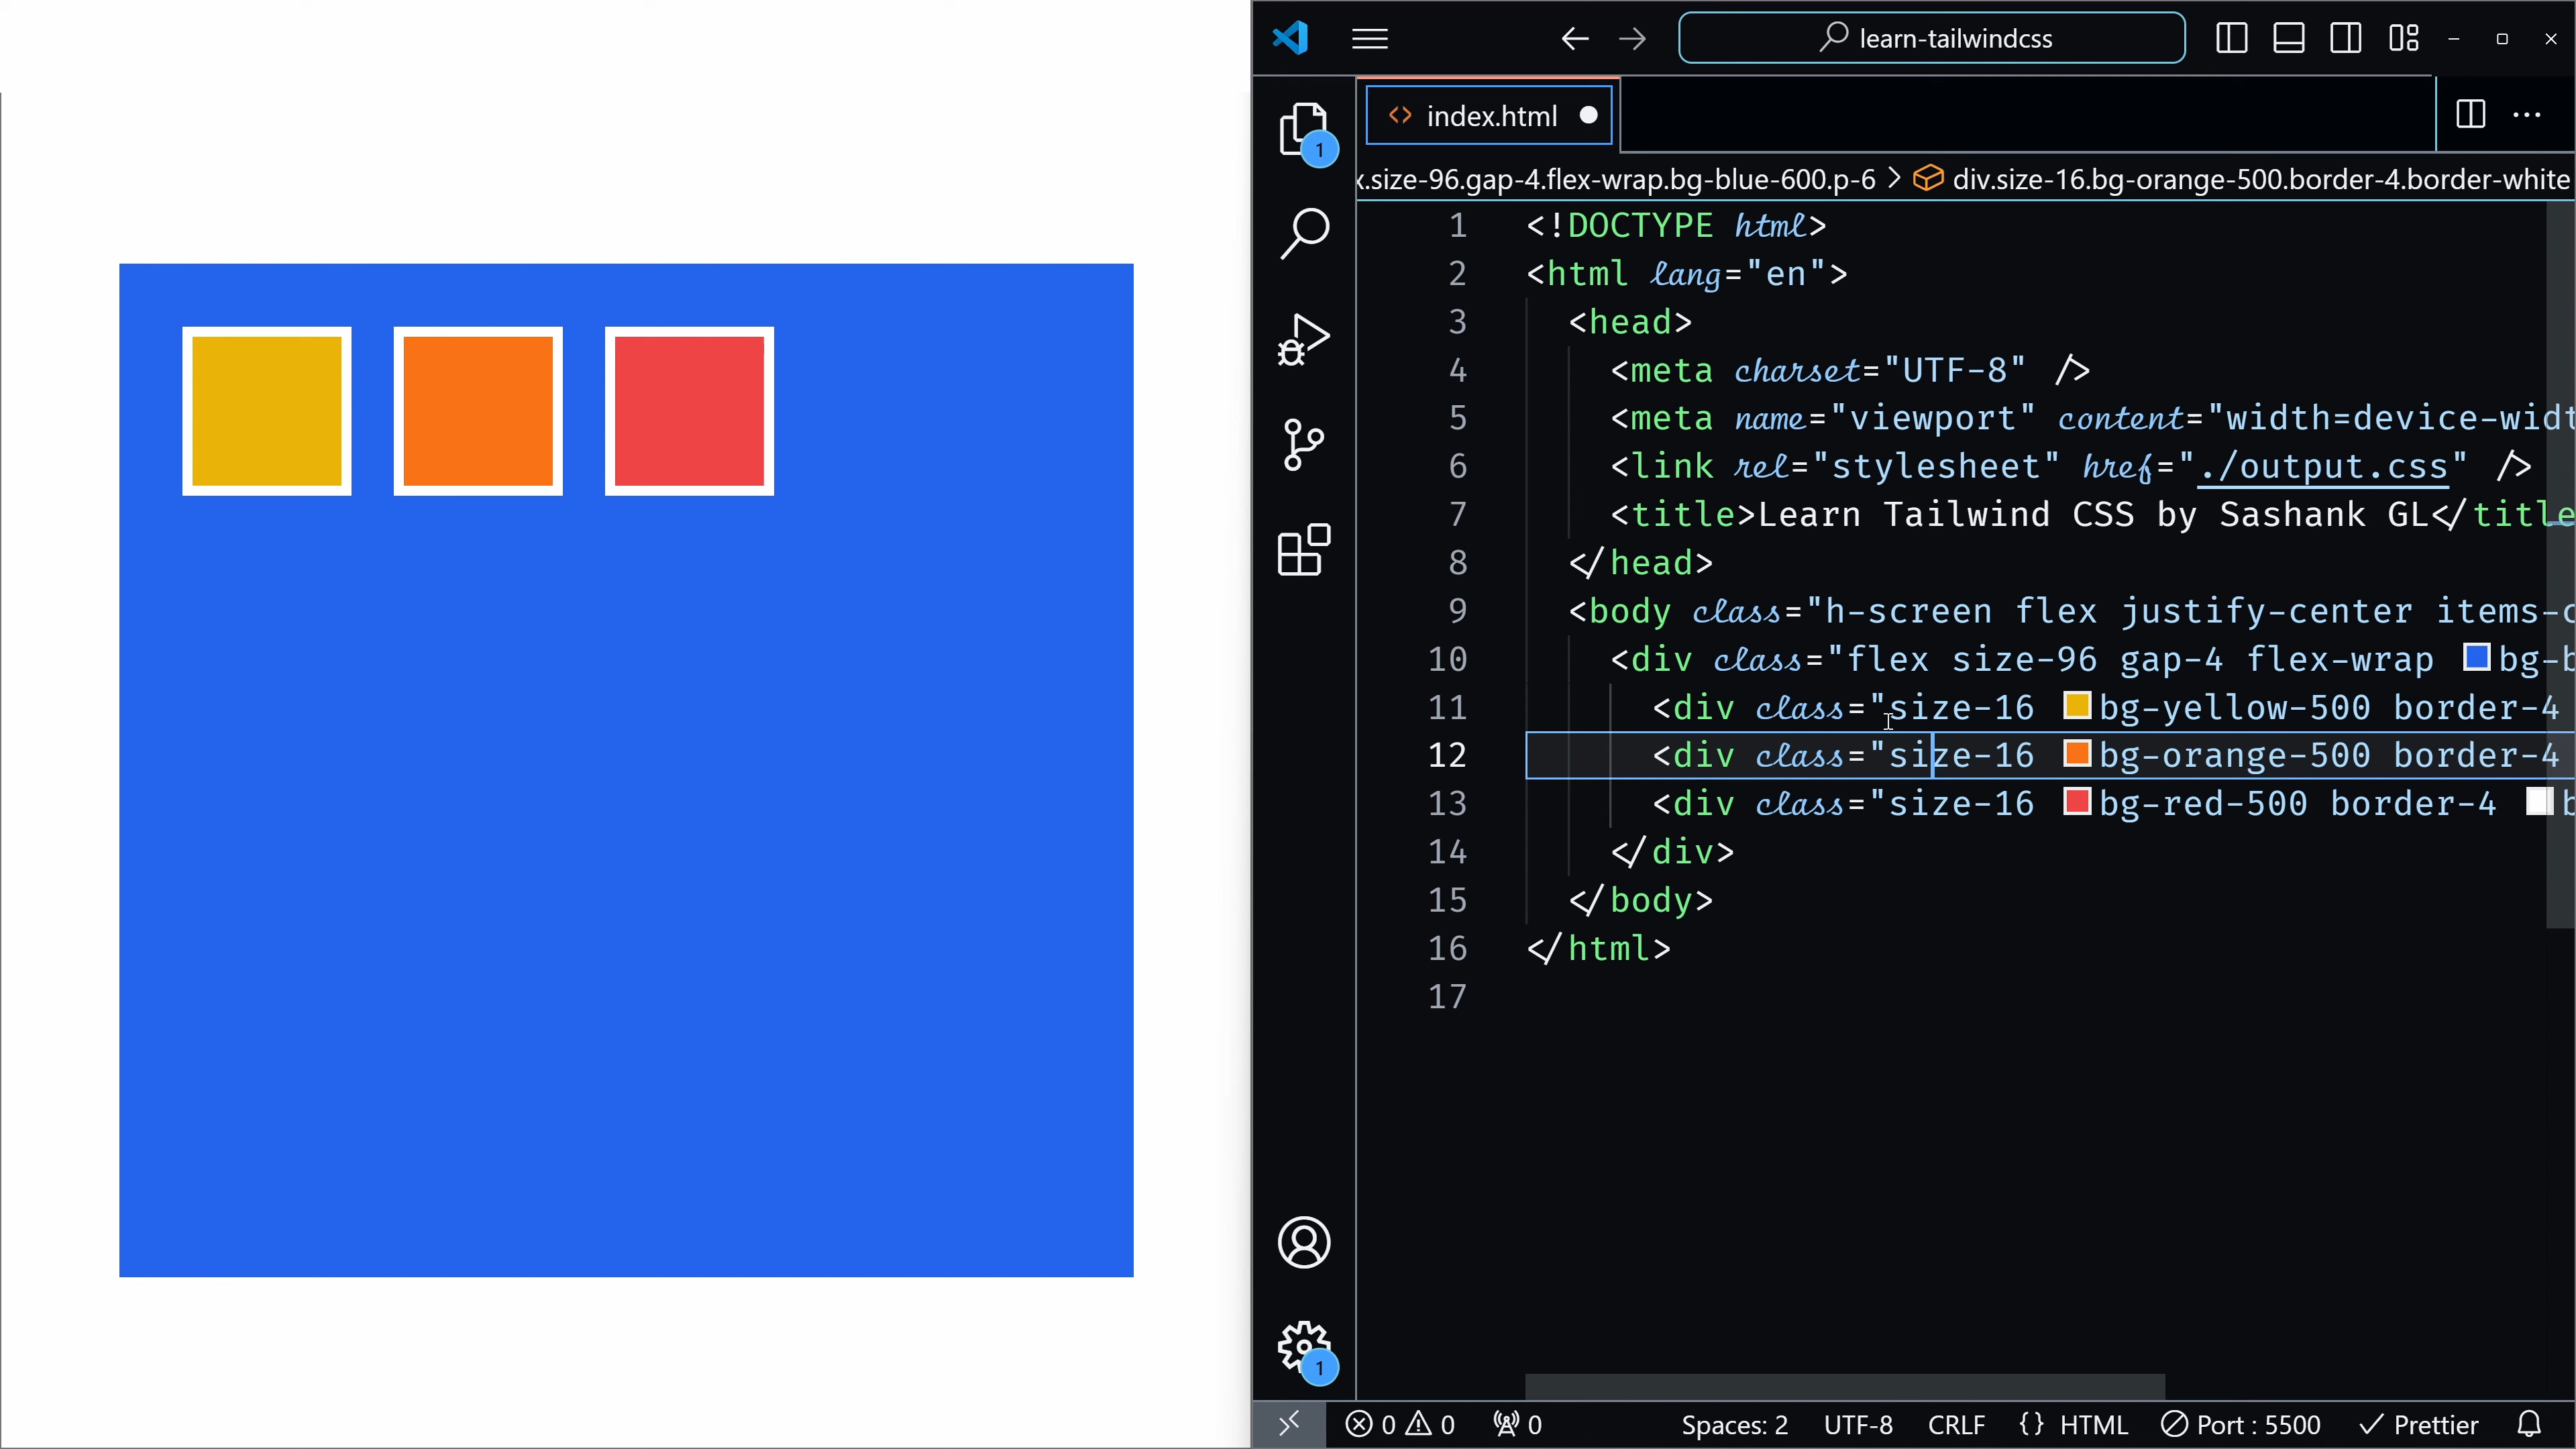 learn-tailwindcss
index.html
1
.size-96.gap-4.flex-wrap.bg-blue-600.p-6 > div.size-16.bg-orange-500.border-4.border-white
1 <!DOCTYPE html>
2 <html lang="en">
3 <head>
4 <meta charset="UTF-8" />
5 <meta name="viewport" content="width=device-widt
6 <link rel="stylesheet" href="./output.css" />
7 <title>Learn Tailwind CSS by Sashank GL</title
8 </head>
9 <body class="h-screen flex justify-center items-c
10 <div class="flex size-96 gap-4 flex-wrap bg-b
11 <div class="size-16 bg-yellow-500 border-4
12 <div class="size-16 bg-orange-500 border-4
13 <div class="size-16 bg-red-500 border-4 b
14 </div>
15 </body>
16 </html>
17
1
0 0 0 Spaces: 2 UTF-8 CRLF {} HTML Port : 5500 Prettier